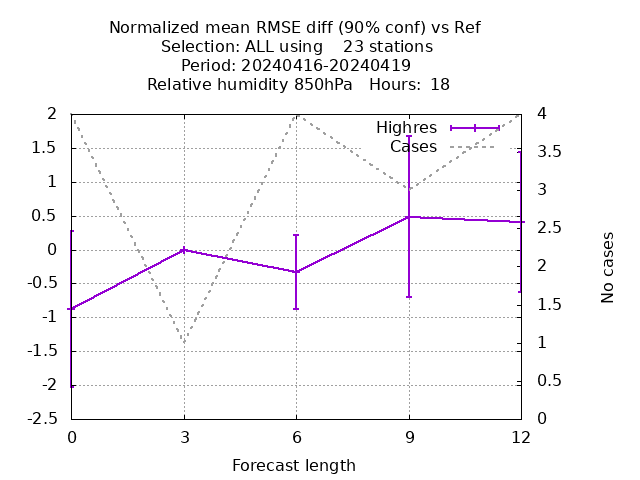 Normalized mean RMSE diff (90% conf) vs Ref
Selection: ALL using    23 stations
Period: 20240416-20240419
Relative humidity 850hPa   Hours: 18
Highres
Cases
2
1.5
1
0.5
0
-0.5
-1
-1.5
-2
-2.5
4
3.5
3
2.5
2
1.5
1
0.5
0
No cases
0 3 6 9 12
Forecast length